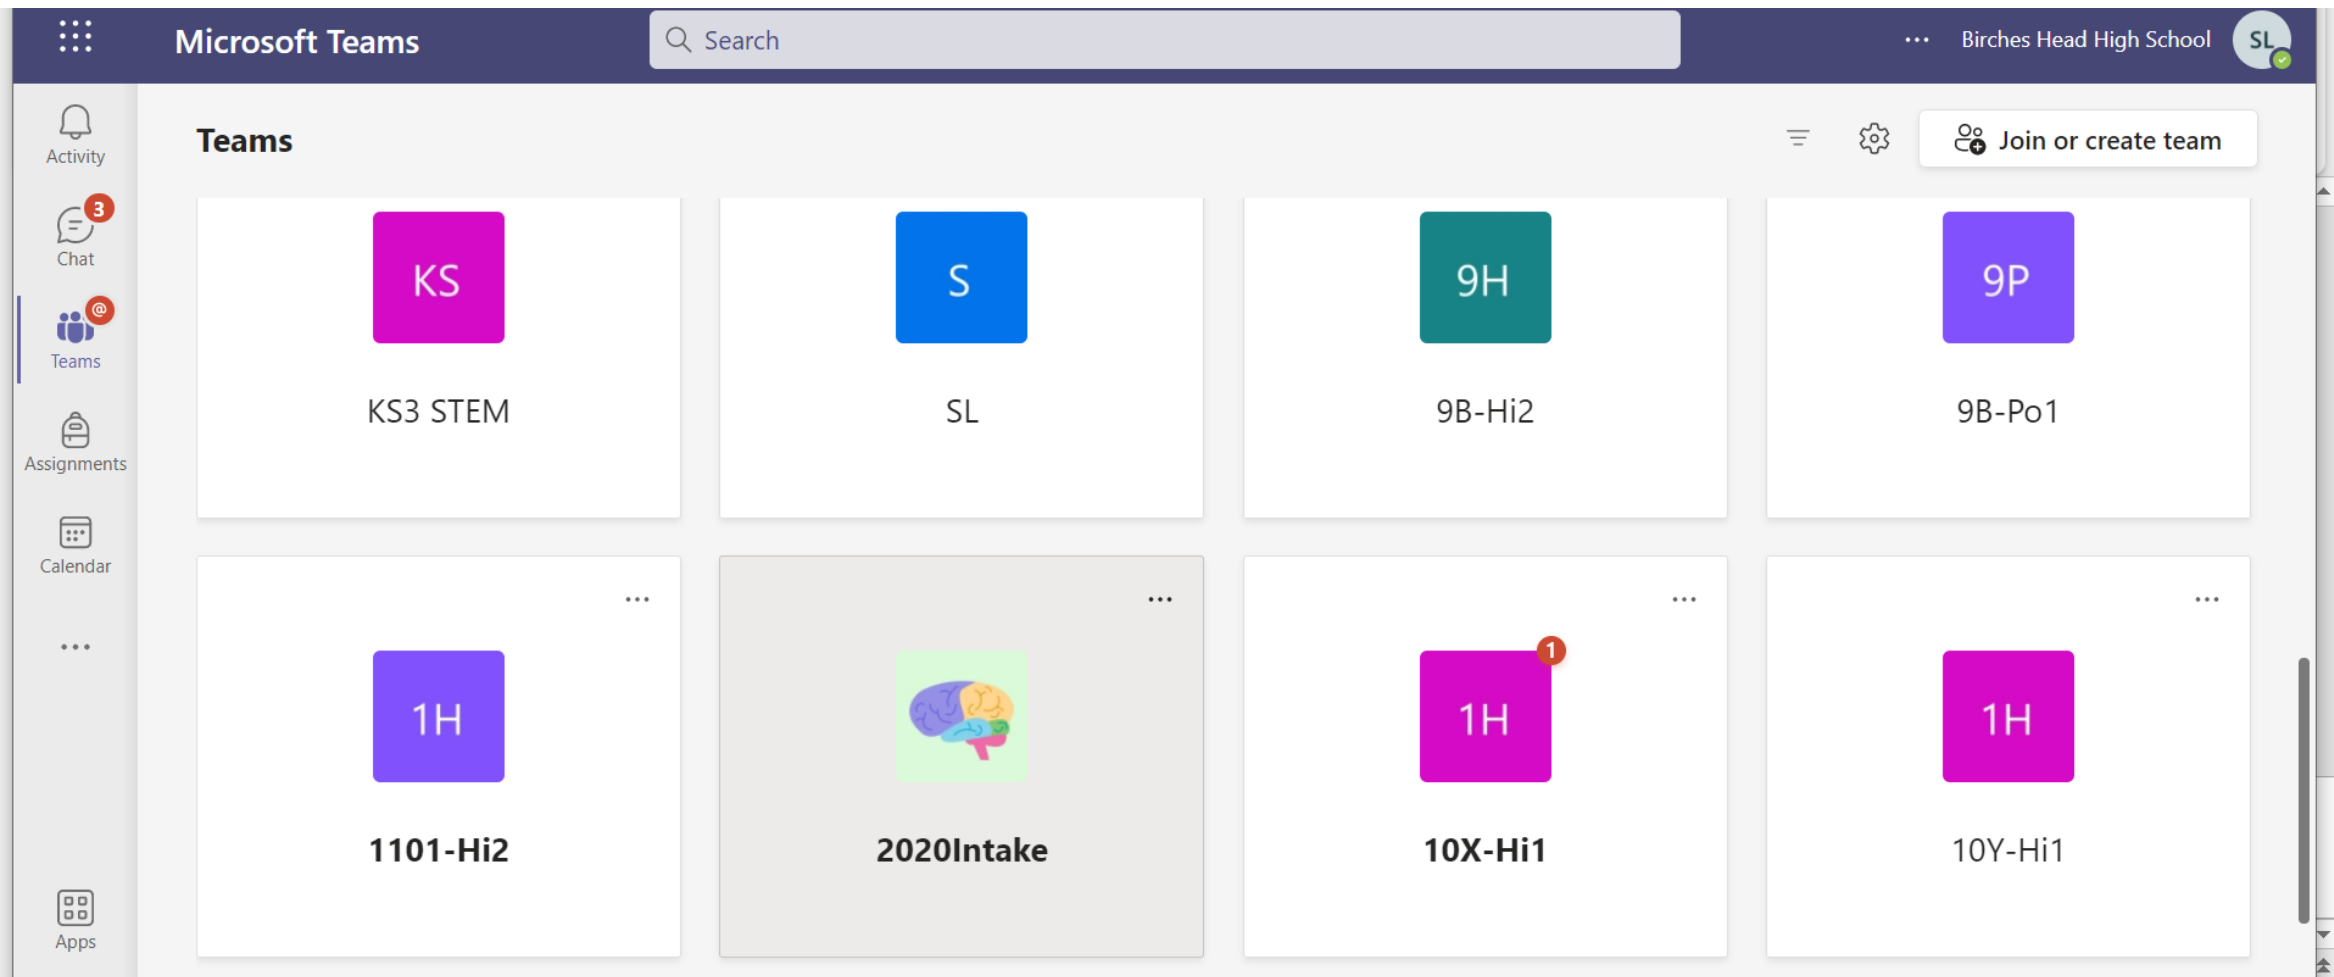 Microsoft Teams
Search
Birches Head High School
SL
Activity
3
Chat
@
Teams
Assignments
Calendar
Apps
Teams
Join or create team
KS
KS3 STEM
S
SL
9H
9B-Hi2
9P
9B-Po1
1H
1101-Hi2
2020Intake
1
1H
10X-Hi1
1H
10Y-Hi1